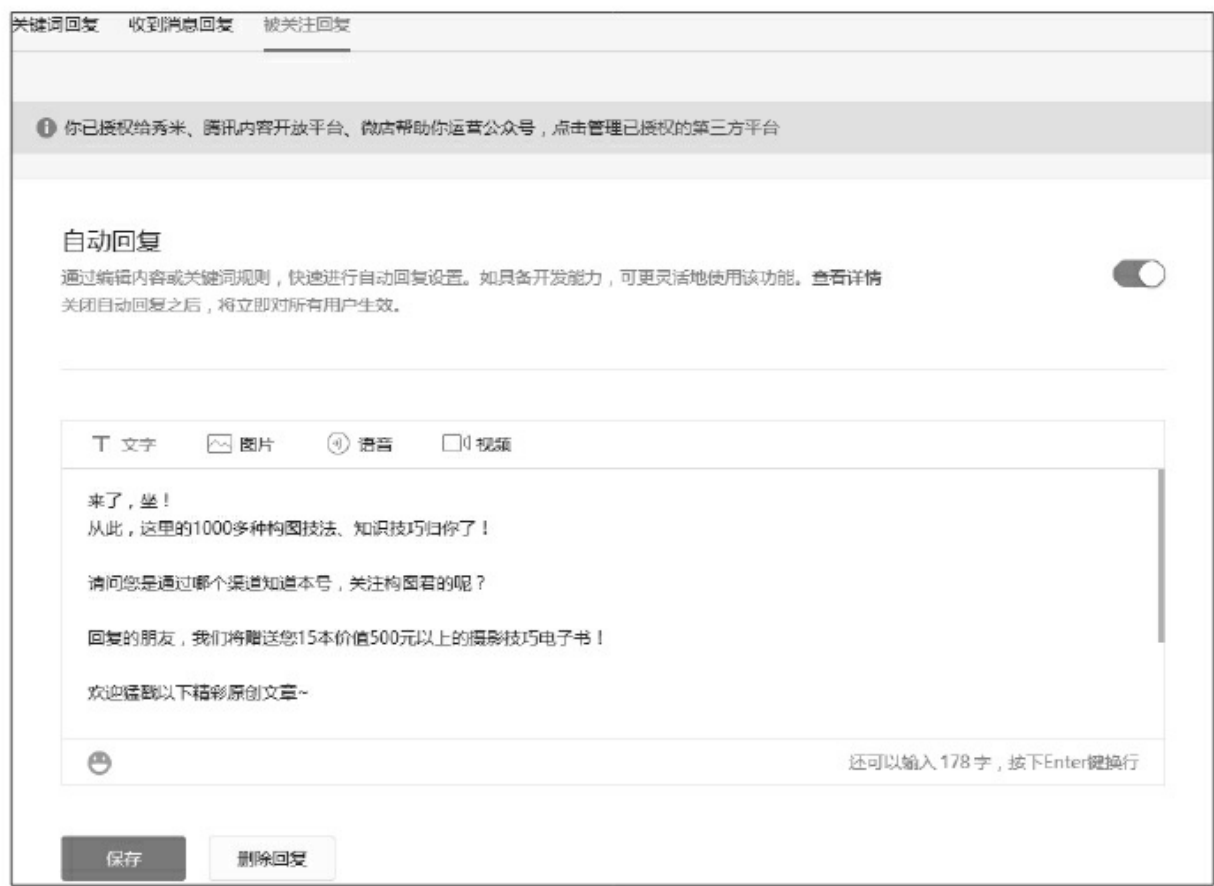 关键词回复 收到消息回复 被关注回复
你已授权给秀米、腾讯内容开放平台、微店帮助你运营公众号，点击管理已授权的第三方平台
自动回复
通过编辑内容或关键词规则，快速进行自动回复设置。如具备开发能力，可更灵活地使用该功能。查看详情
关闭自动回复之后，将立即对所有用户生效。
文字 图片 语音 视频
来了，坐！
从此，这里的1000多种构图技法、知识技巧归你了！
请问您是通过哪个渠道知道本号，关注构图君的呢？
回复的朋友，我们将赠送您15本价值500元以上的摄影技巧电子书！
欢迎猛戳以下精彩原创文章~
还可以输入178字，按下Enter键换行
保存 删除回复